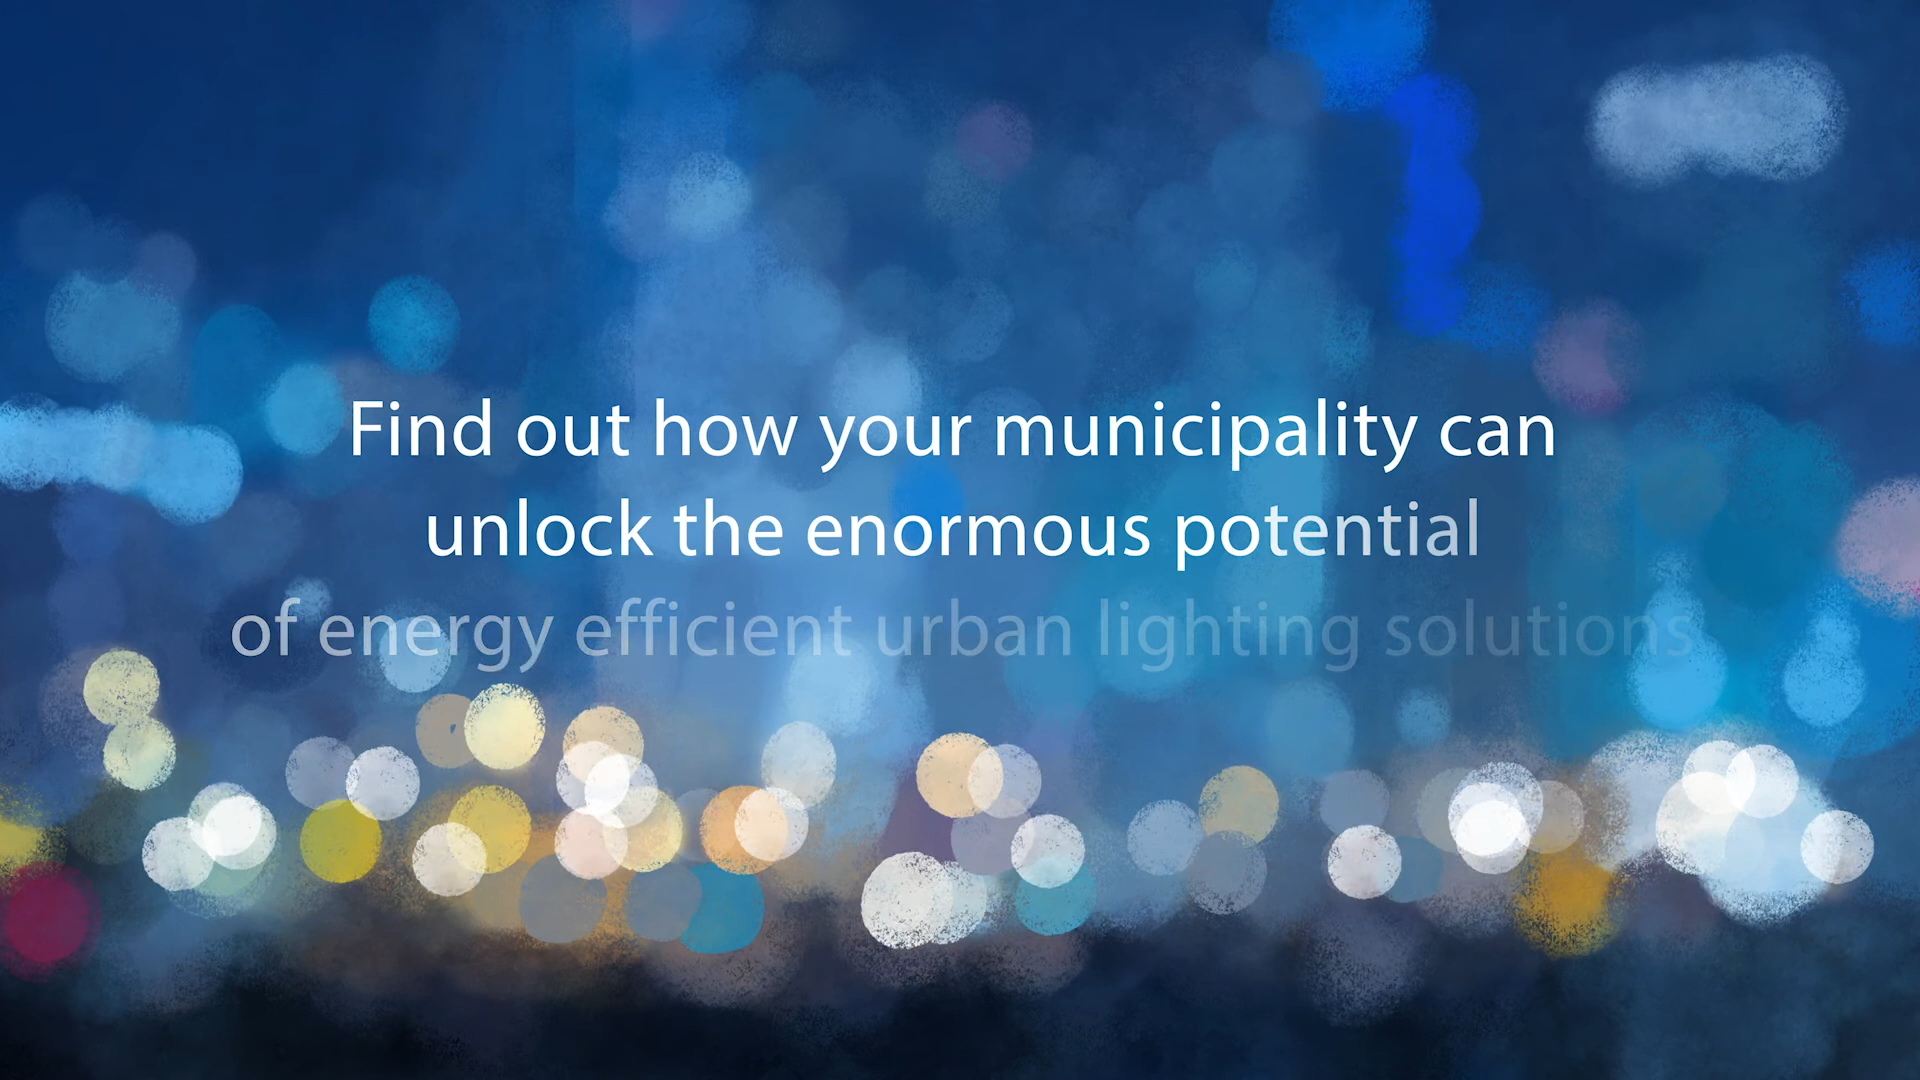 Find out how your municipality can
unlock the enormous potential
of energy efficient urban lighting solutions